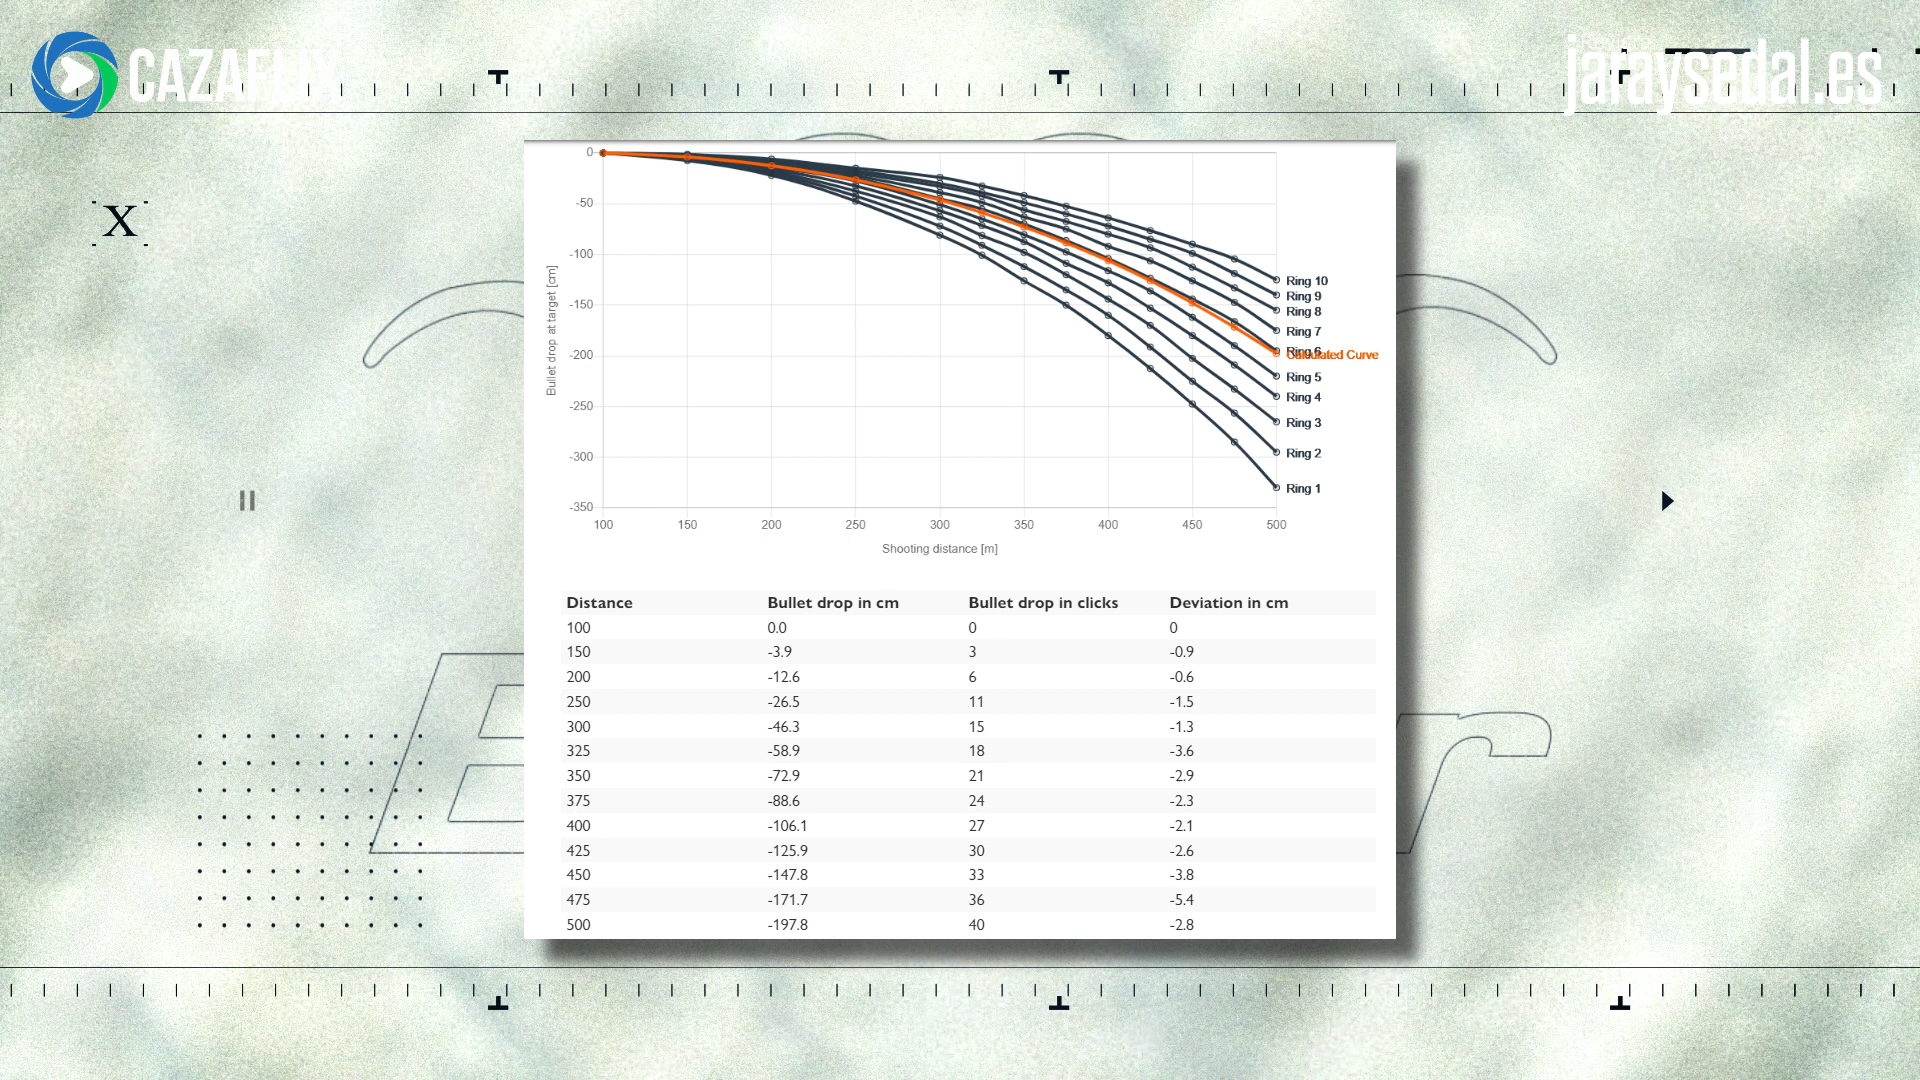 CAZAFLIX
jaraysedal.es
X
0
-50
-100
-150
-200
-250
-300
-350
Bullet drop at target [cm]
Ring 10
Ring 9
Ring 8
Ring 7
Ring 6
Calculated Curve
Ring 5
Ring 4
Ring 3
Ring 2
Ring 1
100 150 200 250 300 350 400 450 500
Shooting distance [m]
Distance Bullet drop in cm Bullet drop in clicks Deviation in cm
100 0.0 0 0
150 -3.9 3 -0.9
200 -12.6 6 -0.6
250 -26.5 11 -1.5
300 -46.3 15 -1.3
325 -58.9 18 -3.6
350 -72.9 21 -2.9
375 -88.6 24 -2.3
400 -106.1 27 -2.1
425 -125.9 30 -2.6
450 -147.8 33 -3.8
475 -171.7 36 -5.4
500 -197.8 40 -2.8